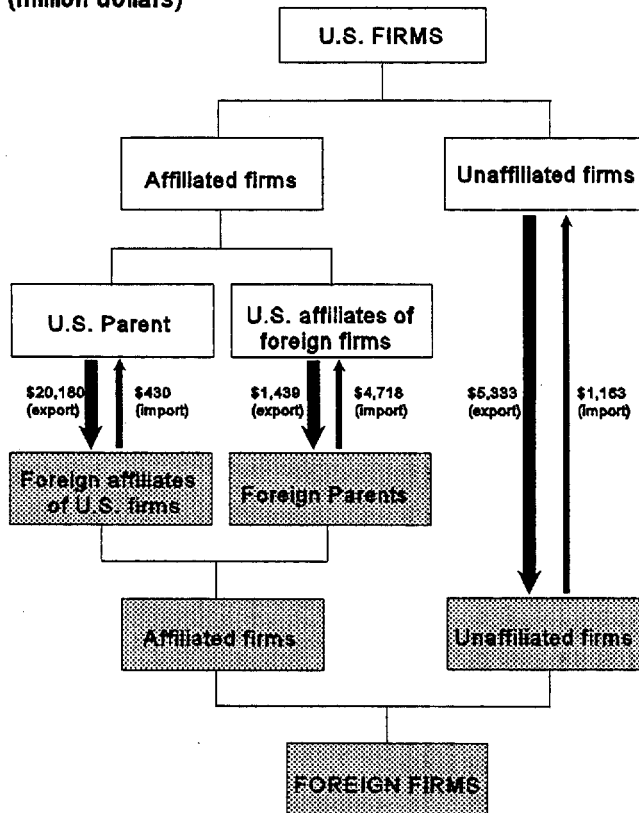 (million dollars)
U.S. FIRMS
Affiliated firms
Unaffiliated firms
U.S. Parent
U.S. affiliates of
foreign firms
$20,180
(export)
$430
(import)
$1,439
(export)
$4,718
(import)
$5,333
(export)
$1,163
(import)
Foreign affiliates
of U.S. firms
Foreign Parents
Affiliated firms
Unaffiliated firms
FOREIGN FIRMS